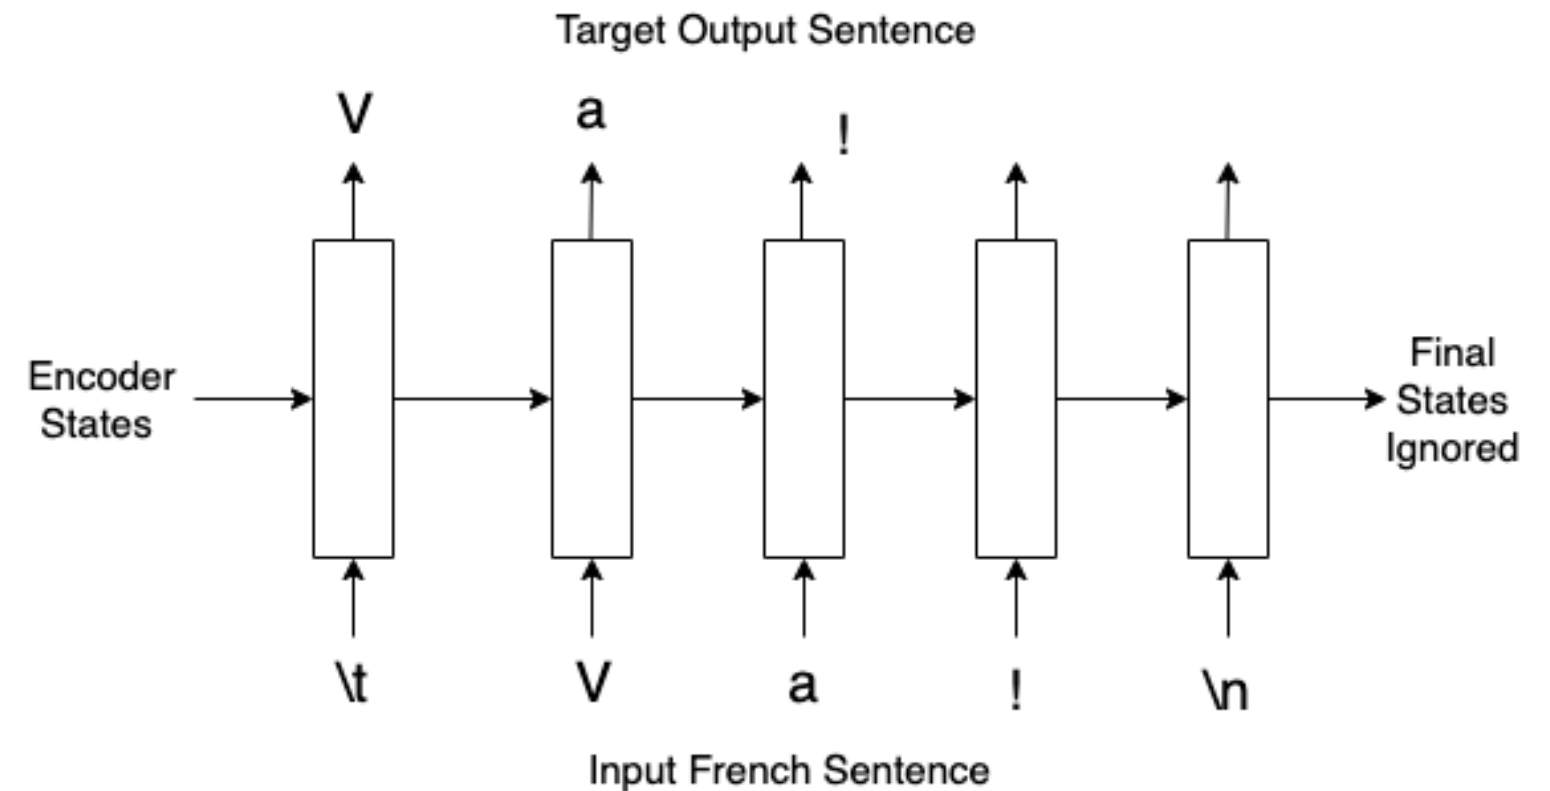 Target Output Sentence
V a !
Encoder
States
Final
States
Ignored
\t V a ! \n
Input French Sentence